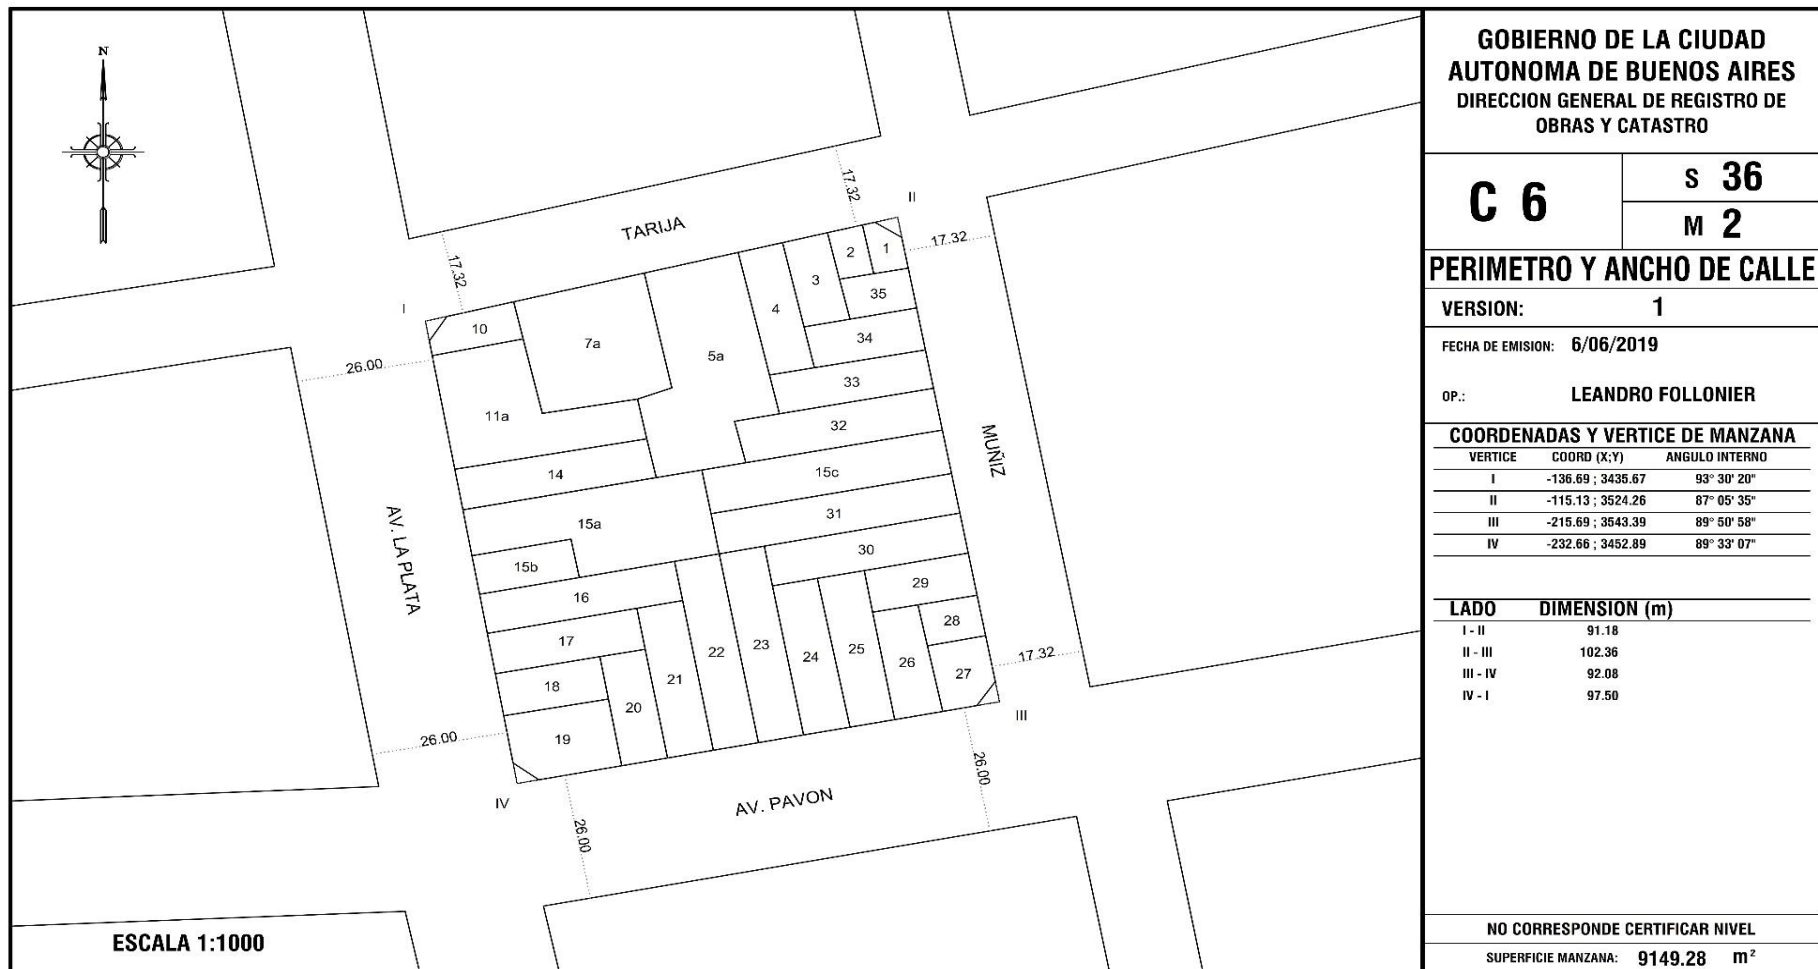 N
17.32
II
TARIJA
17.32
17.32
I
1
2
3
35
10
4
7a
34
5a
26.00
33
11a
32
MUÑIZ
14
15c
AV. LA PLATA
15a
31
30
15b
29
16
28
17
22
23
25
24
26
27
17.32
21
18
20
III
26.00
19
26.00
IV
AV. PAVON
26.00
ESCALA 1:1000
GOBIERNO DE LA CIUDAD
AUTONOMA DE BUENOS AIRES
DIRECCION GENERAL DE REGISTRO DE
OBRAS Y CATASTRO
C 6
S 36
M 2
PERIMETRO Y ANCHO DE CALLE
VERSION: 1
FECHA DE EMISION: 6/06/2019
OP.: LEANDRO FOLLONIER
COORDENADAS Y VERTICE DE MANZANA
VERTICE COORD (X;Y) ANGULO INTERNO
I -136.69 ; 3435.67 93° 30' 20"
II -115.13 ; 3524.26 87° 05' 35"
III -215.69 ; 3543.39 89° 50' 58"
IV -232.66 ; 3452.89 89° 33' 07"
LADO DIMENSION (m)
I - II 91.18
II - III 102.36
III - IV 92.08
IV - I 97.50
NO CORRESPONDE CERTIFICAR NIVEL
SUPERFICIE MANZANA: 9149.28 m²